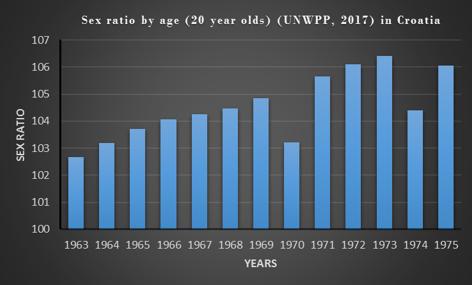 Sex ratio by age (20 year olds) (UNWPP, 2017) in Croatia
107
106
105
104
103
102
101
100
SEX RATIO
1963 1964 1965 1966 1967 1968 1969 1970 1971 1972 1973 1974 1975
YEARS